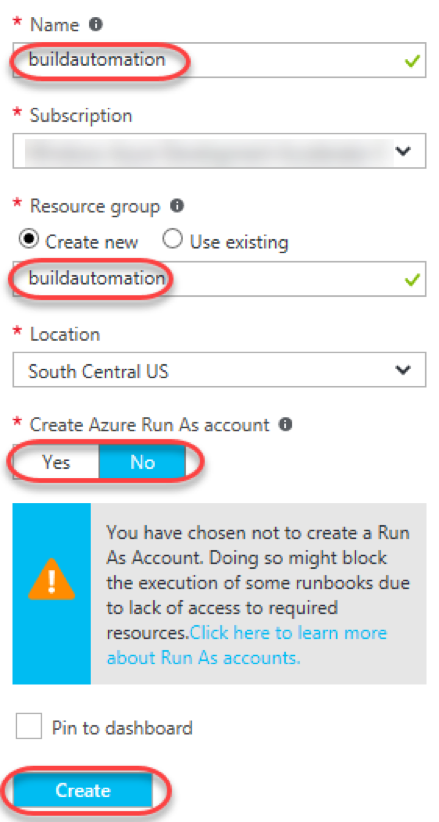 * Name
buildautomation
* Subscription
* Resource group
Create new Use existing
buildautomation
* Location
South Central US
* Create Azure Run As account
Yes No
You have chosen not to create a Run
As Account. Doing so might block
the execution of some runbooks due
to lack of access to required
resources.Click here to learn more
about Run As accounts.
Pin to dashboard
Create